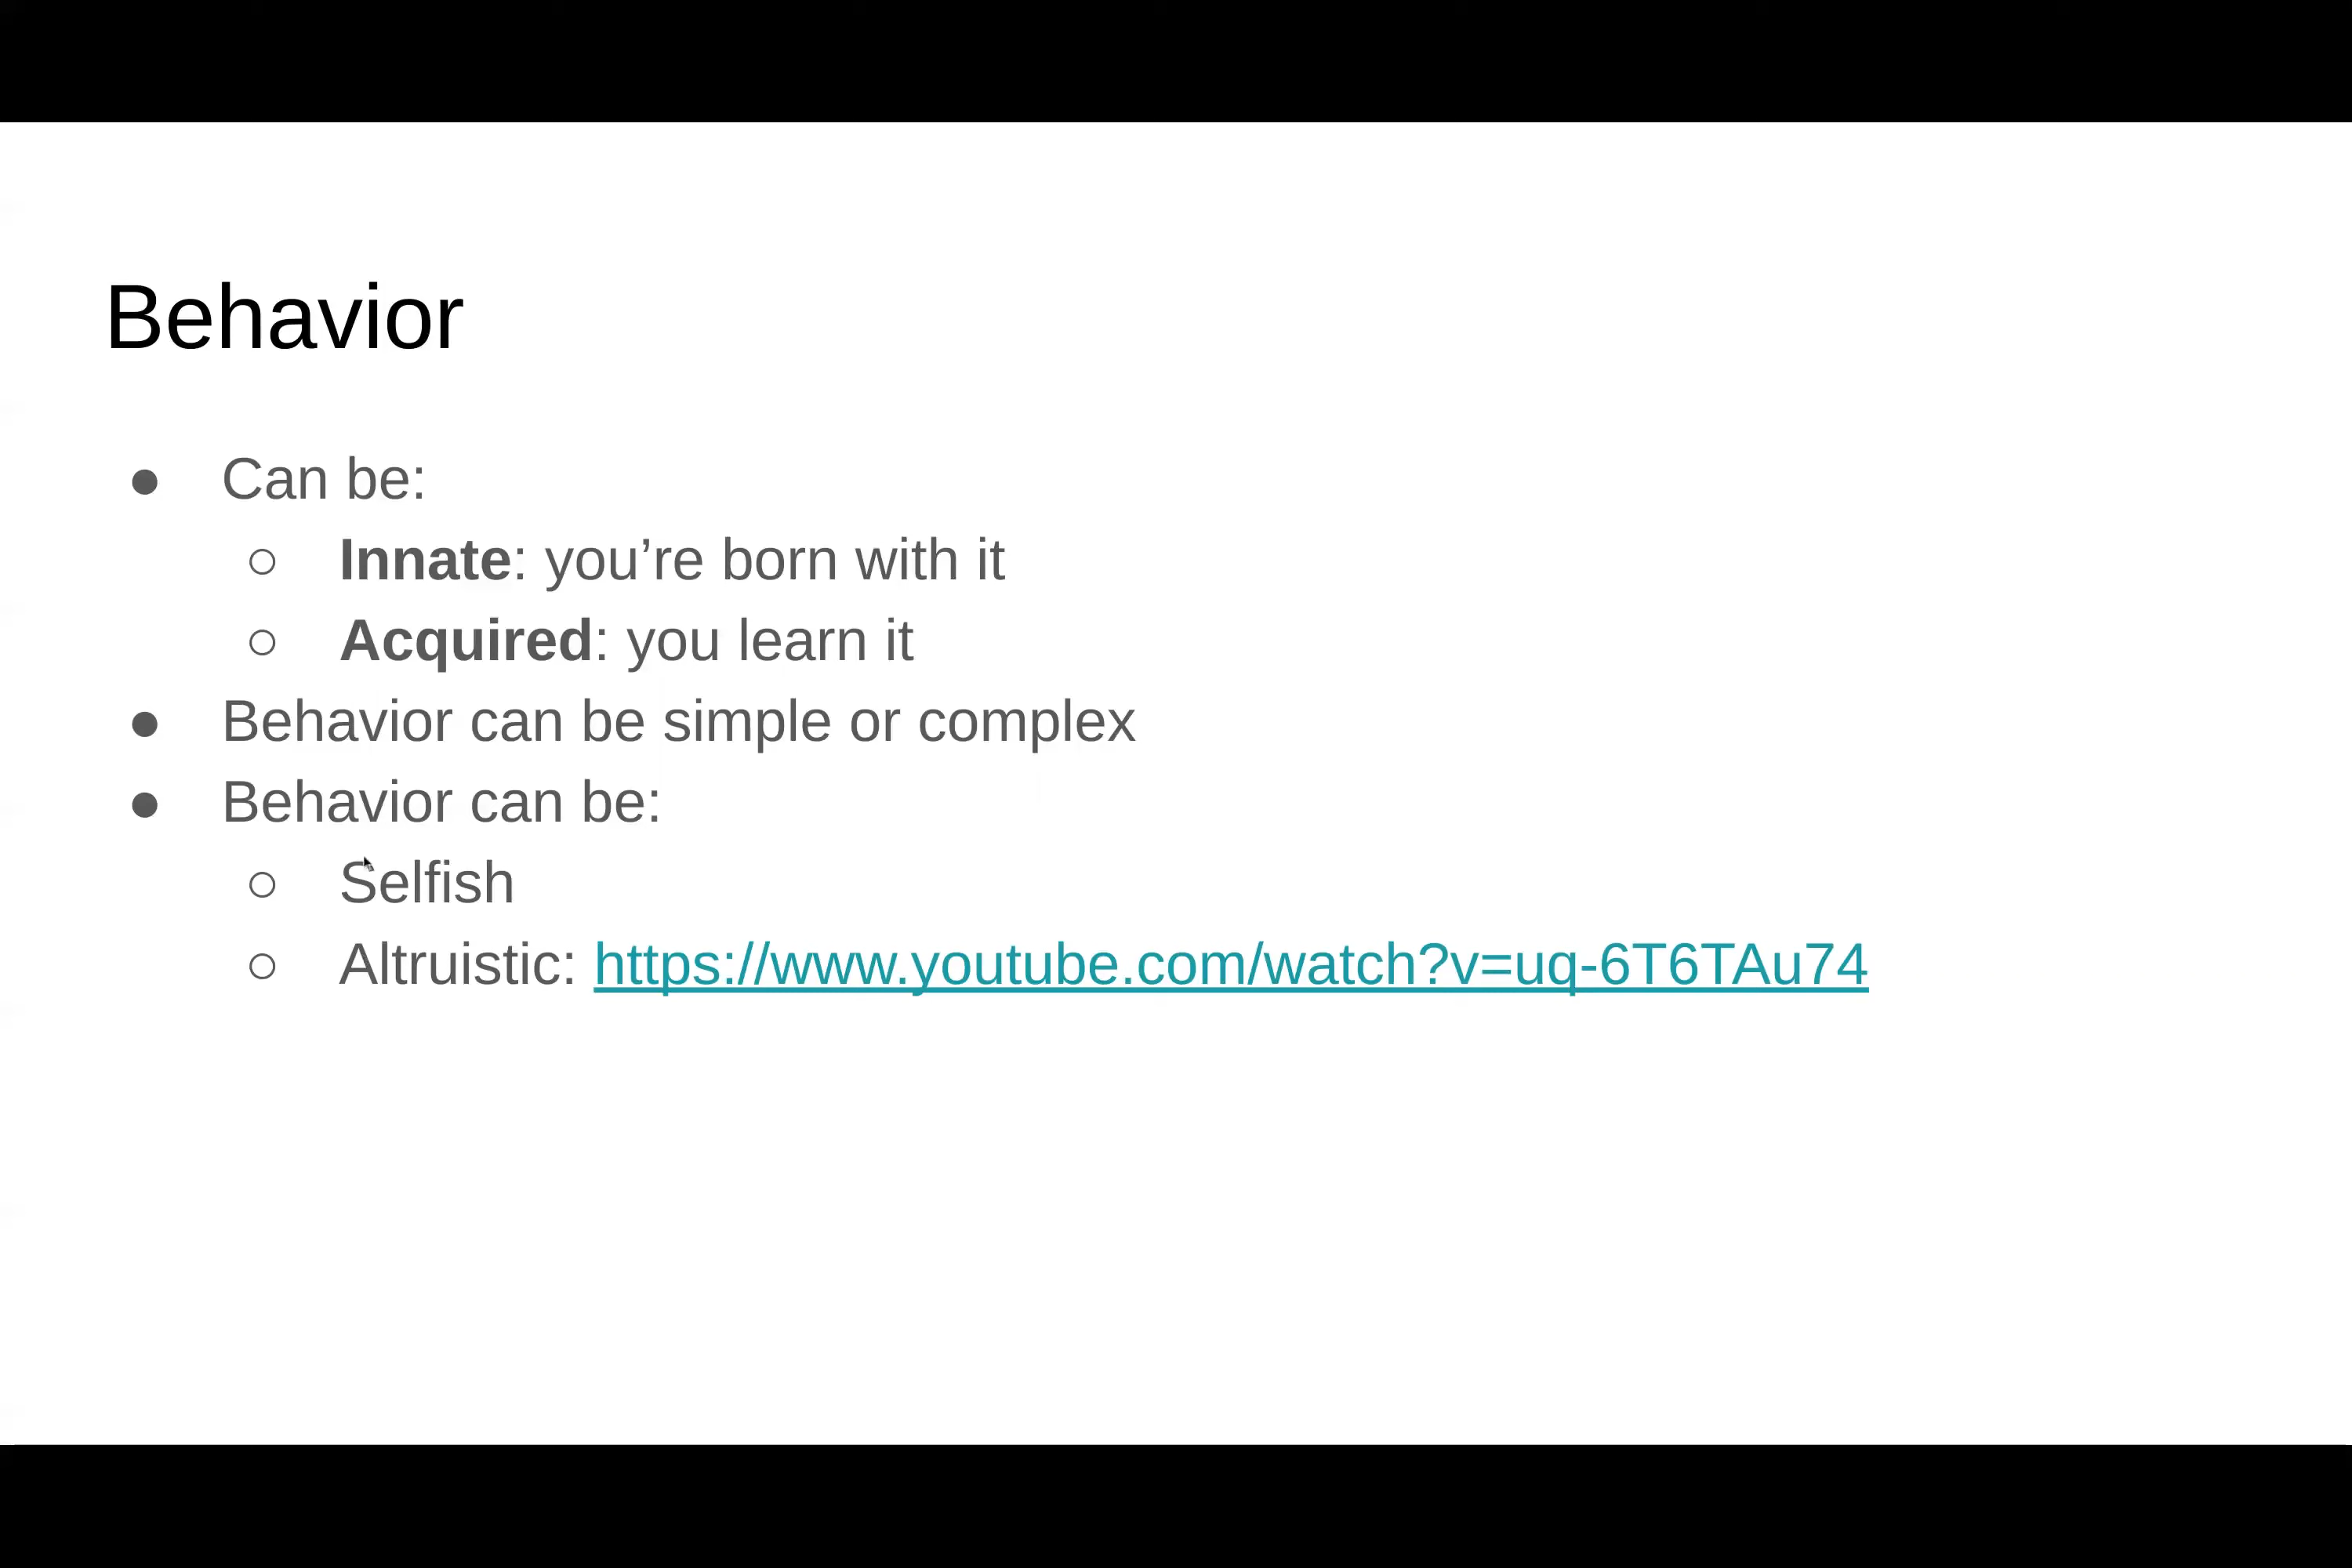 Behavior
● Can be:
○ Innate: you’re born with it
○ Acquired: you learn it
● Behavior can be simple or complex
● Behavior can be:
○ Selfish
○ Altruistic: https://www.youtube.com/watch?v=uq-6T6TAu74